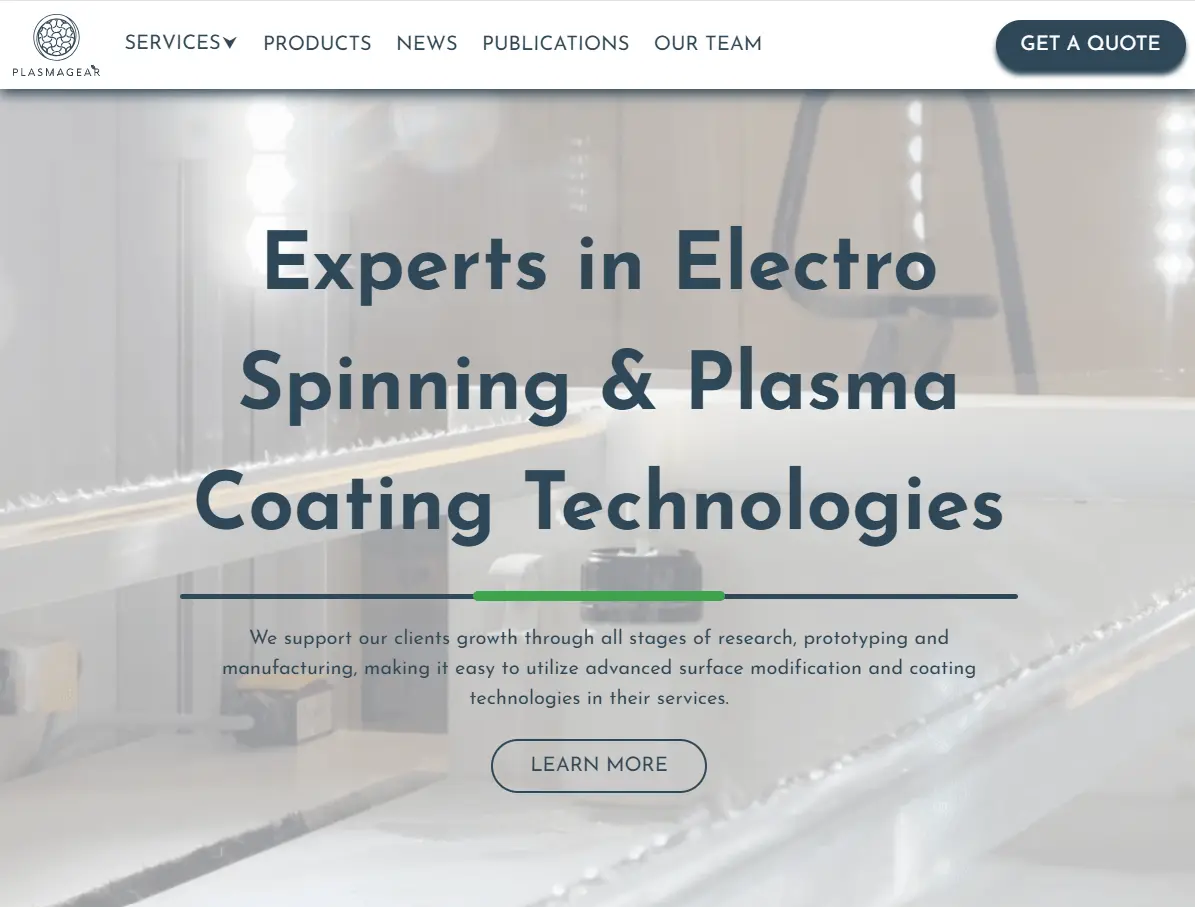 PLASMAGEAR
SERVICES
PRODUCTS
NEWS
PUBLICATIONS
OUR TEAM
GET A QUOTE
Experts in Electro
Spinning & Plasma
Coating Technologies
We support our clients growth through all stages of research, prototyping and
manufacturing, making it easy to utilize advanced surface modification and coating
technologies in their services.
LEARN MORE